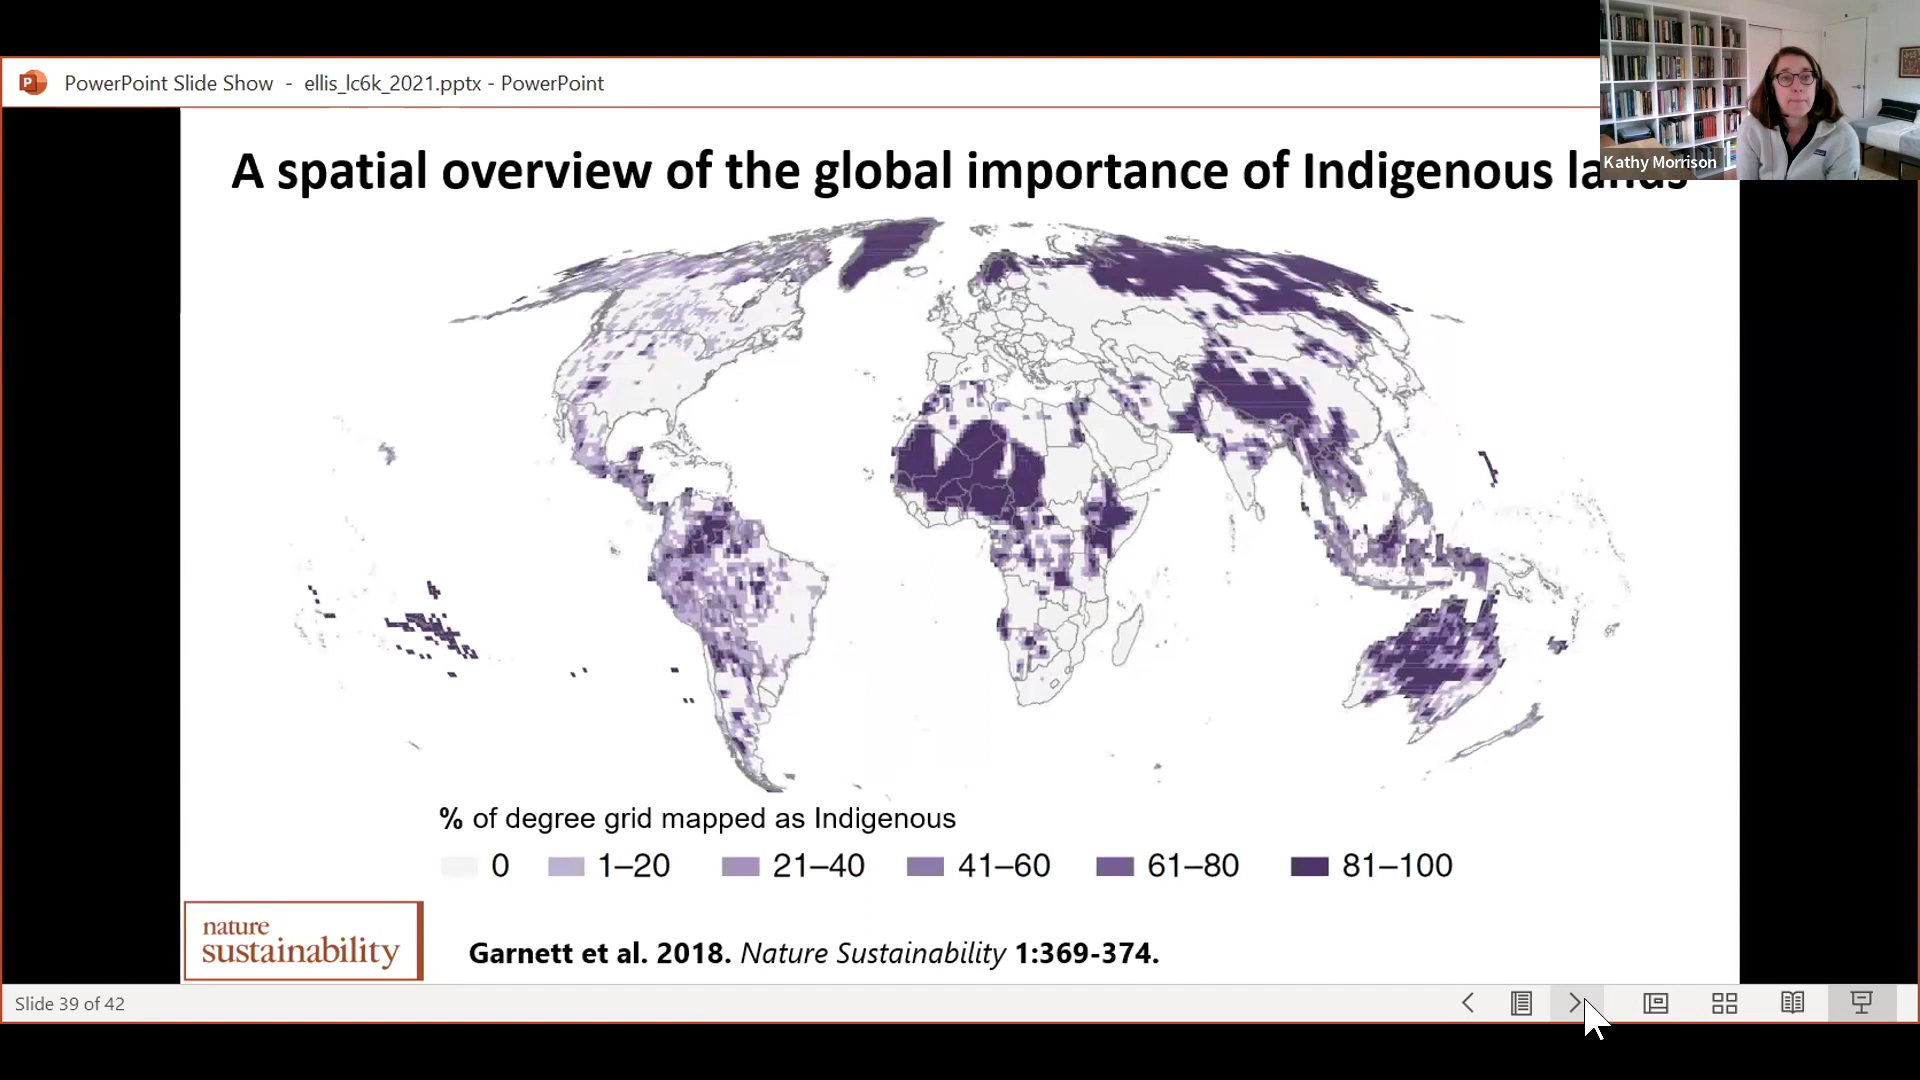 PowerPoint Slide Show - ellis_lc6k_2021.pptx - PowerPoint
Kathy Morrison
A spatial overview of the global importance of Indigenous lands
% of degree grid mapped as Indigenous
0 1–20 21–40 41–60 61–80 81–100
nature
sustainability
Garnett et al. 2018. Nature Sustainability 1:369-374.
Slide 39 of 42